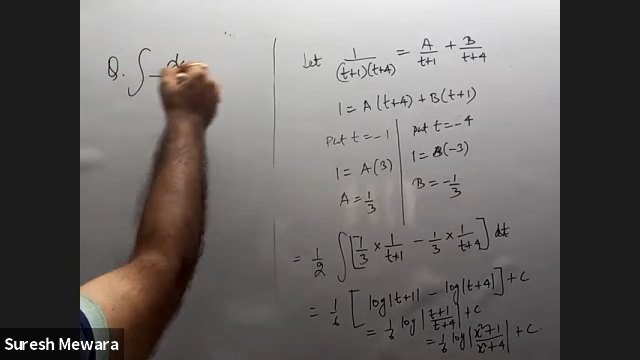 Q. ∫ d
Let 1/((t+1)(t+4)) = A/(t+1) + B/(t+4)
1 = A(t+4) + B(t+1)
Put t = -1
1 = A(3)
A = 1/3
Put t = -4
1 = B(-3)
B = -1/3
= 1/2 ∫ [1/3 × 1/(t+1) - 1/3 × 1/(t+4)] dt
= 1/6 [log|t+1| - log|t+4|] + C
= 1/6 log|(t+1)/(t+4)| + C
= 1/6 log|(x²+1)/(x²+4)| + C.
Suresh Mewara